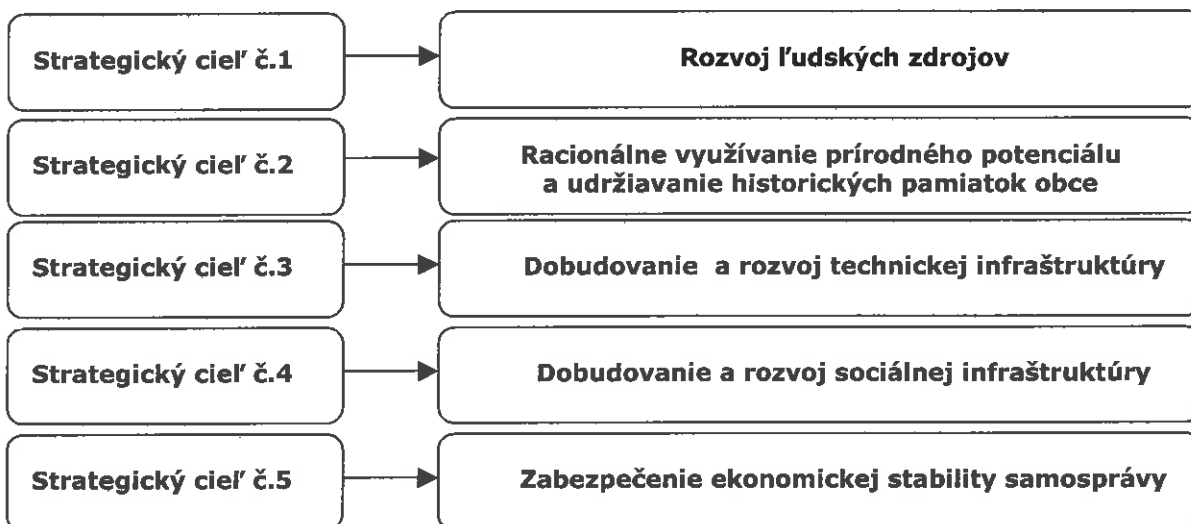 Strategický cieľ č.1
Rozvoj ľudských zdrojov
Strategický cieľ č.2
Racionálne využívanie prírodného potenciálu
a udržiavanie historických pamiatok obce
Strategický cieľ č.3
Dobudovanie a rozvoj technickej infraštruktúry
Strategický cieľ č.4
Dobudovanie a rozvoj sociálnej infraštruktúry
Strategický cieľ č.5
Zabezpečenie ekonomickej stability samosprávy